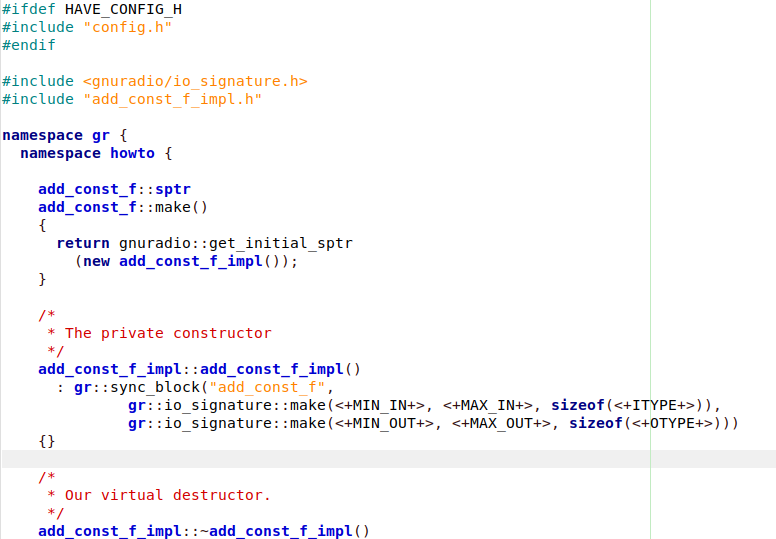 #ifdef HAVE_CONFIG_H
#include "config.h"
#endif

#include <gnuradio/io_signature.h>
#include "add_const_f_impl.h"

namespace gr {
  namespace howto {

    add_const_f::sptr
    add_const_f::make()
    {
      return gnuradio::get_initial_sptr
        (new add_const_f_impl());
    }

    /*
     * The private constructor
     */
    add_const_f_impl::add_const_f_impl()
      : gr::sync_block("add_const_f",
              gr::io_signature::make(<+MIN_IN+>, <+MAX_IN+>, sizeof(<+ITYPE+>)),
              gr::io_signature::make(<+MIN_OUT+>, <+MAX_OUT+>, sizeof(<+OTYPE+>)))
    {}

    /*
     * Our virtual destructor.
     */
    add_const_f_impl::~add_const_f_impl()